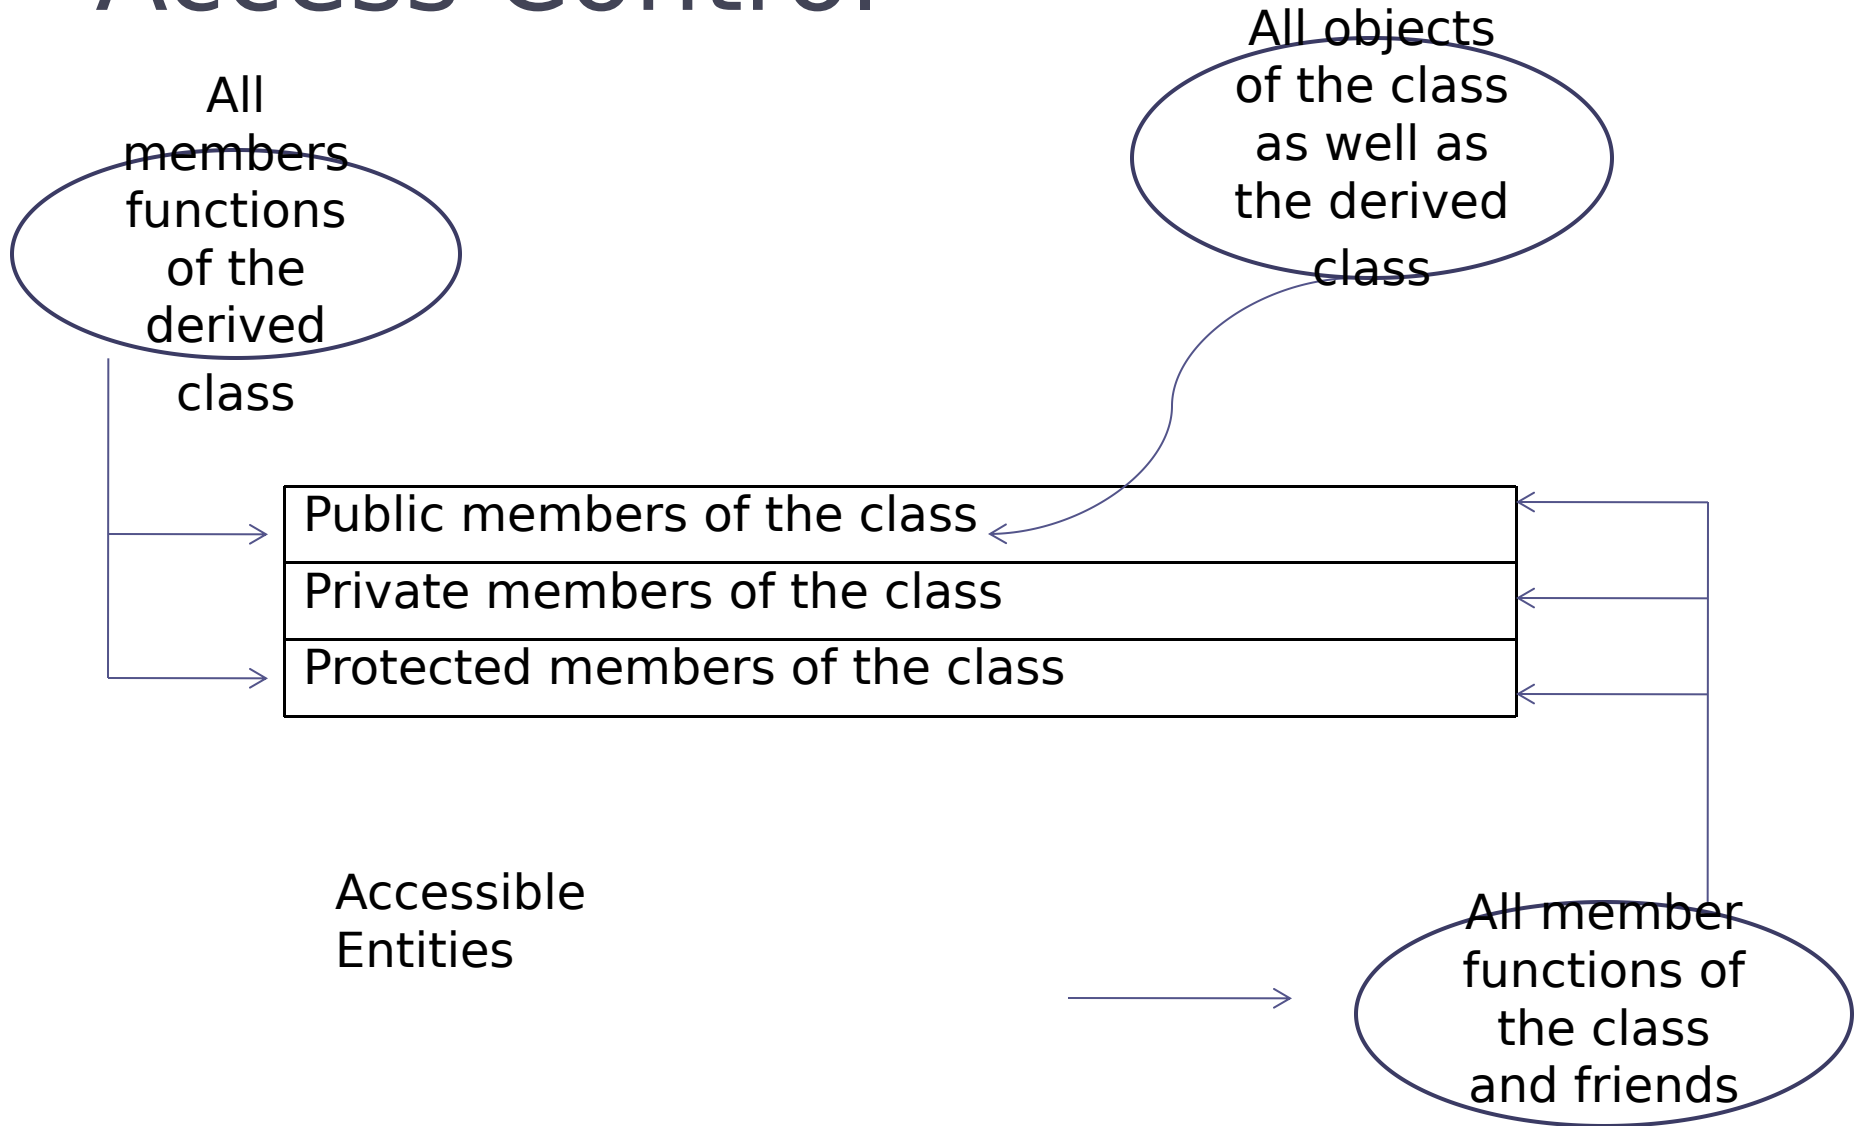 Access Control
All
members
functions
of the
derived
class
All objects
of the class
as well as
the derived
class
Public members of the class
Private members of the class
Protected members of the class
Accessible
Entities
All member
functions of
the class
and friends